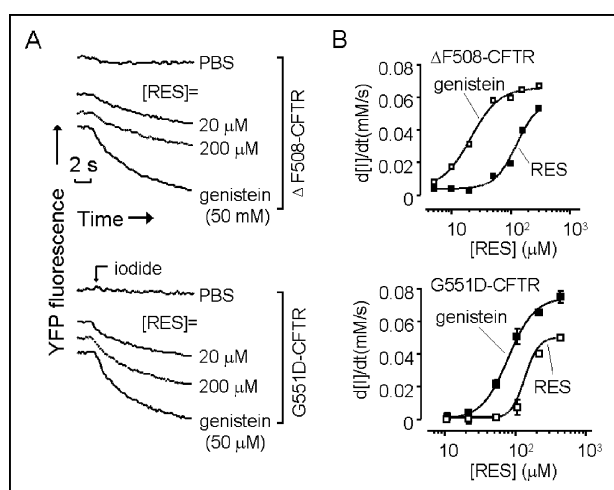 A
PBS
[RES]=
20 μM
200 μM
genistein
(50 mM)
Δ F508-CFTR
YFP fluorescence
2 s
Time
iodide
PBS
[RES]=
20 μM
200 μM
genistein
(50 μM)
G551D-CFTR
B
ΔF508-CFTR
genistein
RES
d[I]/dt(mM/s)
0.08
0.06
0.04
0.02
0.00
10 10² 10³
[RES] (μM)
G551D-CFTR
genistein
RES
d[I]/dt(mM/s)
0.08
0.06
0.04
0.02
0.00
10 10² 10³
[RES] (μM)